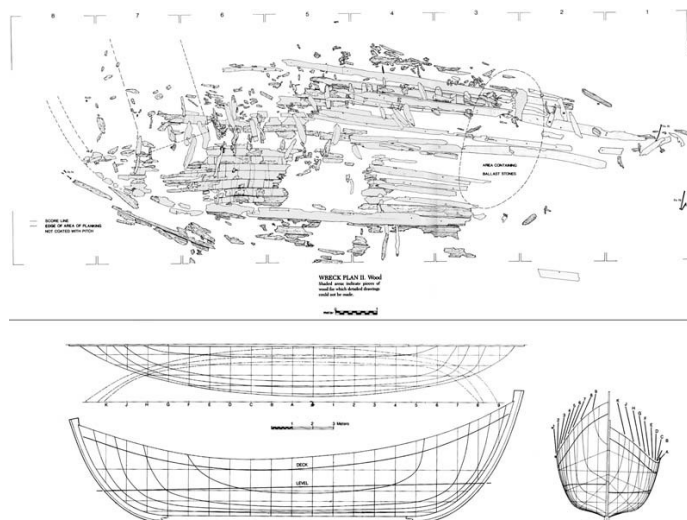 8 7 6 5 4 3 2 1
AREA CONTAINING
BALLAST STONES
SCORE LINE
EDGE OF AREA OF PLANKING
NOT COATED WITH PITCH
WRECK PLAN II. Wood
Shaded areas indicate pieces of
wood for which detailed drawings
could not be made.
K J H G F E D C B A 1 2 3 4 5 6 7 8 9
1 2 3 Meters
DECK
LEVEL